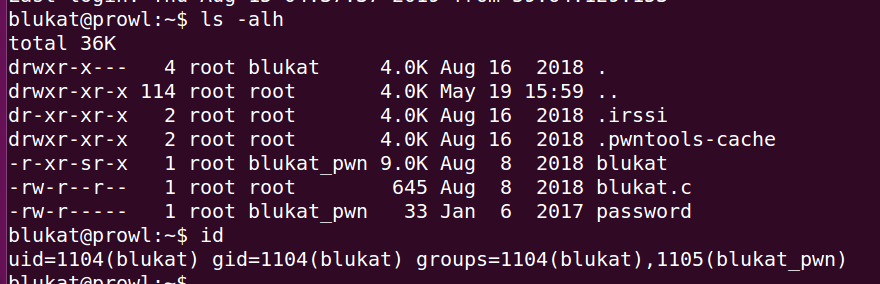 blukat@prowl:~$ ls -alh
total 36K
drwxr-x---   4 root blukat     4.0K Aug 16  2018 .
drwxr-xr-x 114 root root       4.0K May 19 15:59 ..
dr-xr-xr-x   2 root root       4.0K Aug 16  2018 .irssi
drwxr-xr-x   2 root root       4.0K Aug 16  2018 .pwntools-cache
-r-xr-sr-x   1 root blukat_pwn 9.0K Aug  8  2018 blukat
-rw-r--r--   1 root root        645 Aug  8  2018 blukat.c
-rw-r-----   1 root blukat_pwn   33 Jan  6  2017 password
blukat@prowl:~$ id
uid=1104(blukat) gid=1104(blukat) groups=1104(blukat),1105(blukat_pwn)
blukat@prowl:~$